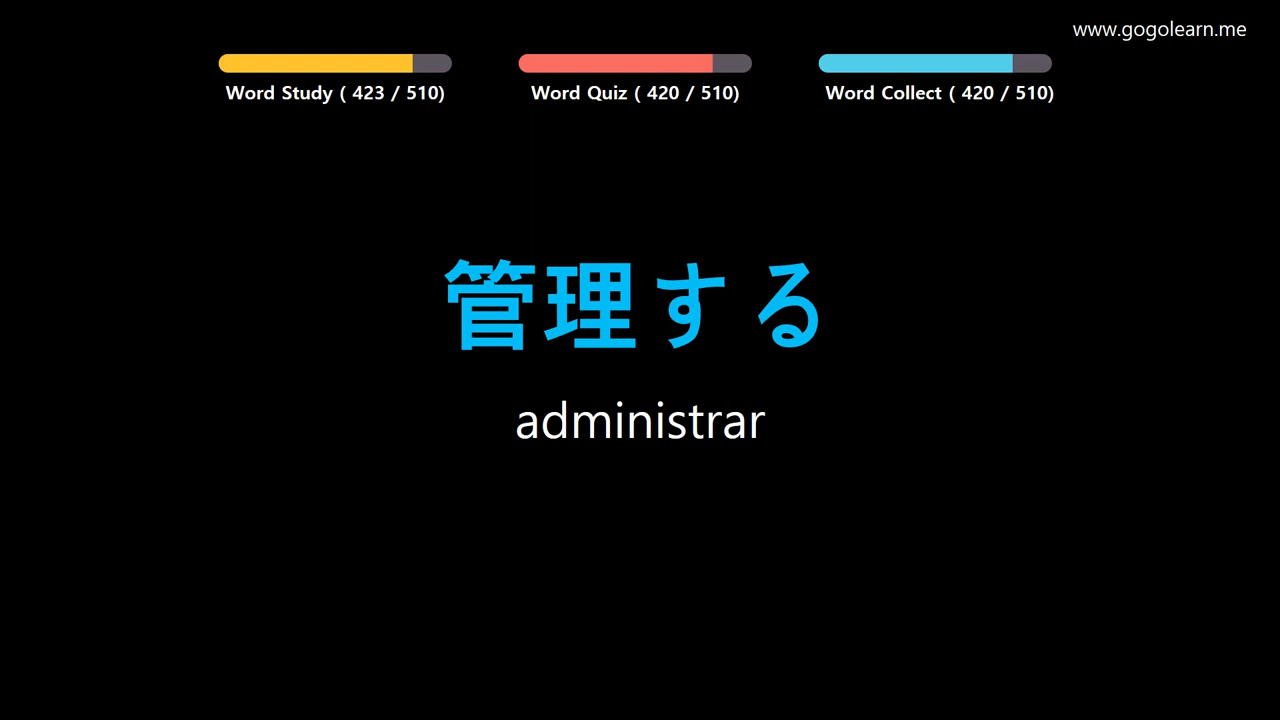 www.gogolearn.me
Word Study ( 423 / 510)
Word Quiz ( 420 / 510)
Word Collect ( 420 / 510)
管理する
administrar